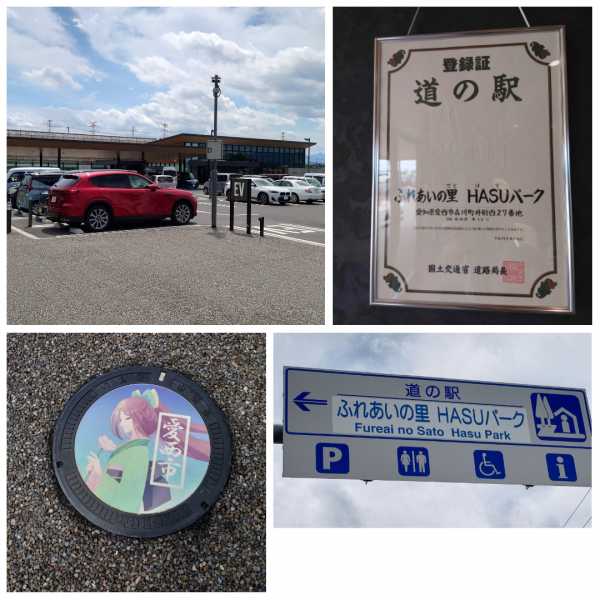 EV
登録証
道の駅
ふれあいの里 HASUパーク
国土交通省 道路局長
愛西市
道の駅
ふれあいの里 HASUパーク
Fureai no Sato Hasu Park
P
i